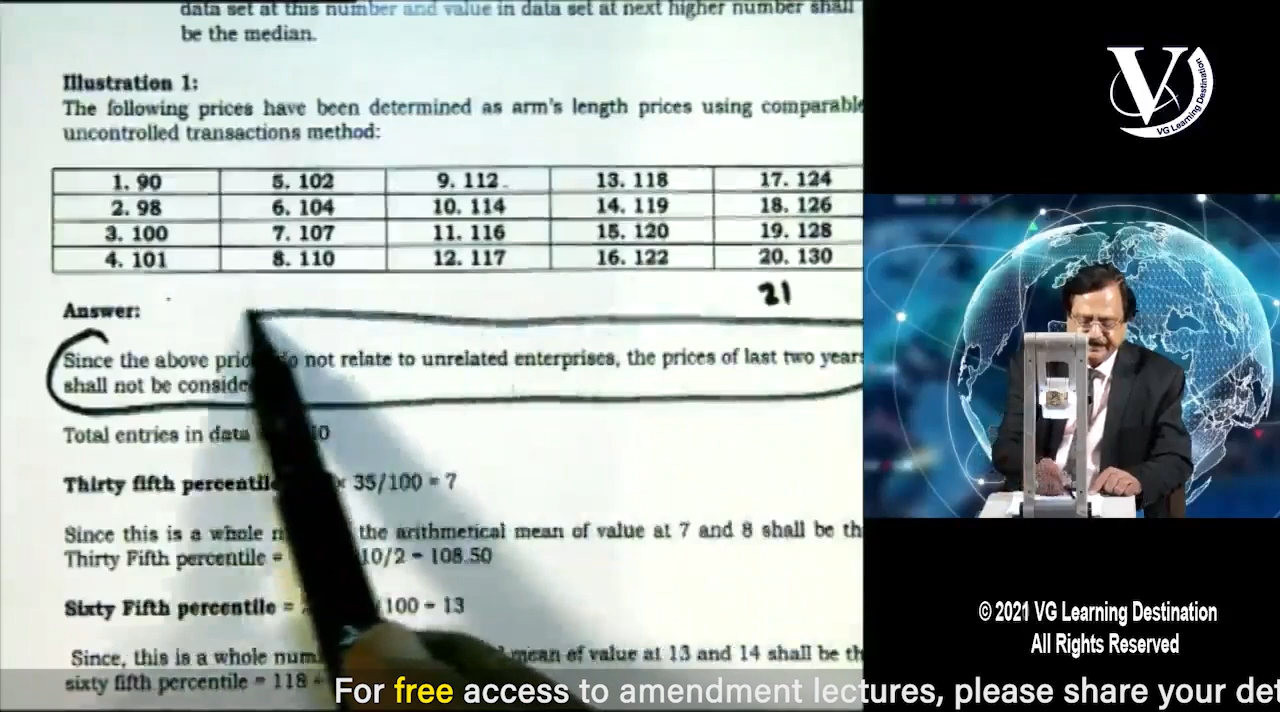 data set at this number and value in data set at next higher number shall
be the median.
Illustration 1:
The following prices have been determined as arm's length prices using comparable
uncontrolled transactions method:
1. 90 5. 102 9. 112 13. 118 17. 124
2. 98 6. 104 10. 114 14. 119 18. 126
3. 100 7. 107 11. 116 15. 120 19. 128
4. 101 8. 110 12. 117 16. 122 20. 130
21
Answer:
Since the above do not relate to unrelated enterprises, the prices of last two years
shall not be
Total entries in data
Thirty fifth × 35/100 = 7
Since this is a whole the arithmetical mean of value at 7 and 8 shall be
Thirty Fifth percentile = 10/2 = 108.50
Sixty Fifth percentile = 100 = 13
Since, this is a whole mean of value at 13 and 14 shall be
sixty fifth percentile = 118
For free access to amendment lectures, please share your
V
VG Learning Destination
© 2021 VG Learning Destination
All Rights Reserved